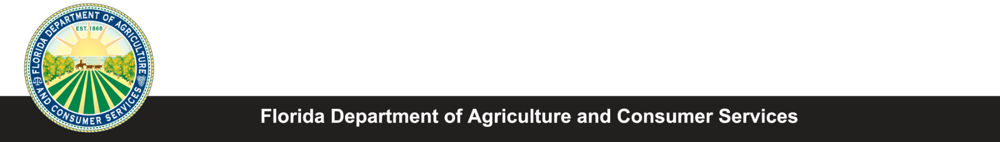 FLORIDA DEPARTMENT OF AGRICULTURE
AND CONSUMER SERVICES
EST. 1868
Florida Department of Agriculture and Consumer Services